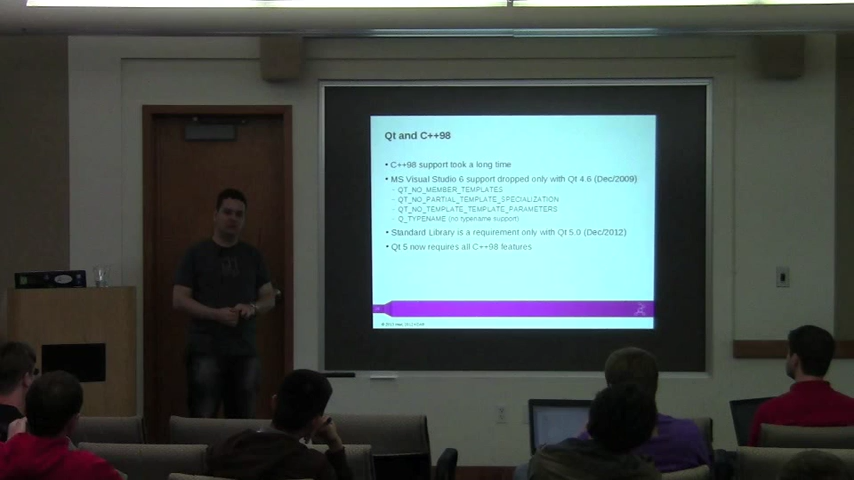 Qt and C++98
• C++98 support took a long time
• MS Visual Studio 6 support dropped only with Qt 4.6 (Dec/2009)
- QT_NO_MEMBER_TEMPLATES
- QT_NO_PARTIAL_TEMPLATE_SPECIALIZATION
- QT_NO_TEMPLATE_TEMPLATE_PARAMETERS
- Q_TYPENAME (no typename support)
• Standard Library is a requirement only with Qt 5.0 (Dec/2012)
• Qt 5 now requires all C++98 features